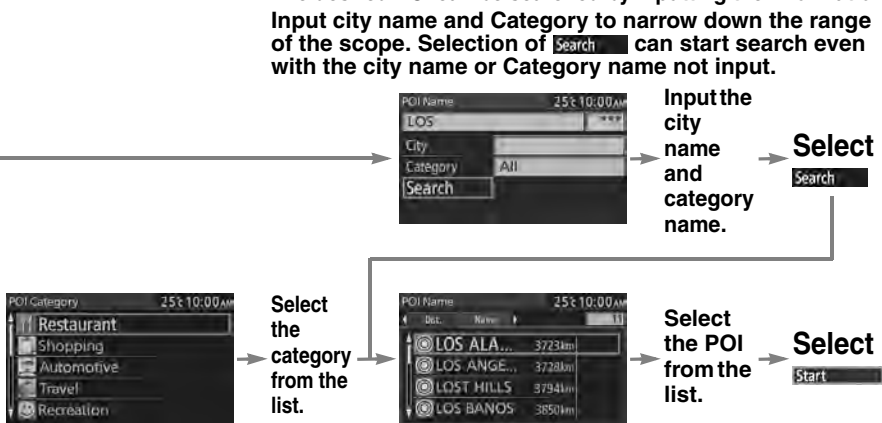 Input city name and Category to narrow down the range
of the scope. Selection of Search can start search even
with the city name or Category name not input.
POI Name 25℃ 10:00AM
LOS ***
City
Category All
Search
Input the
city
name
and
category
name.
Select
Search
POI Category 25℃ 10:00AM
Restaurant
Shopping
Automotive
Travel
Recreation
Select
the
category
from the
list.
POI Name 25℃ 10:00AM
Dist. Name
LOS ALA... 3723km
LOS ANGE... 3728km
LOST HILLS 3794km
LOS BANOS 3850km
Select
the POI
from the
list.
Select
Start